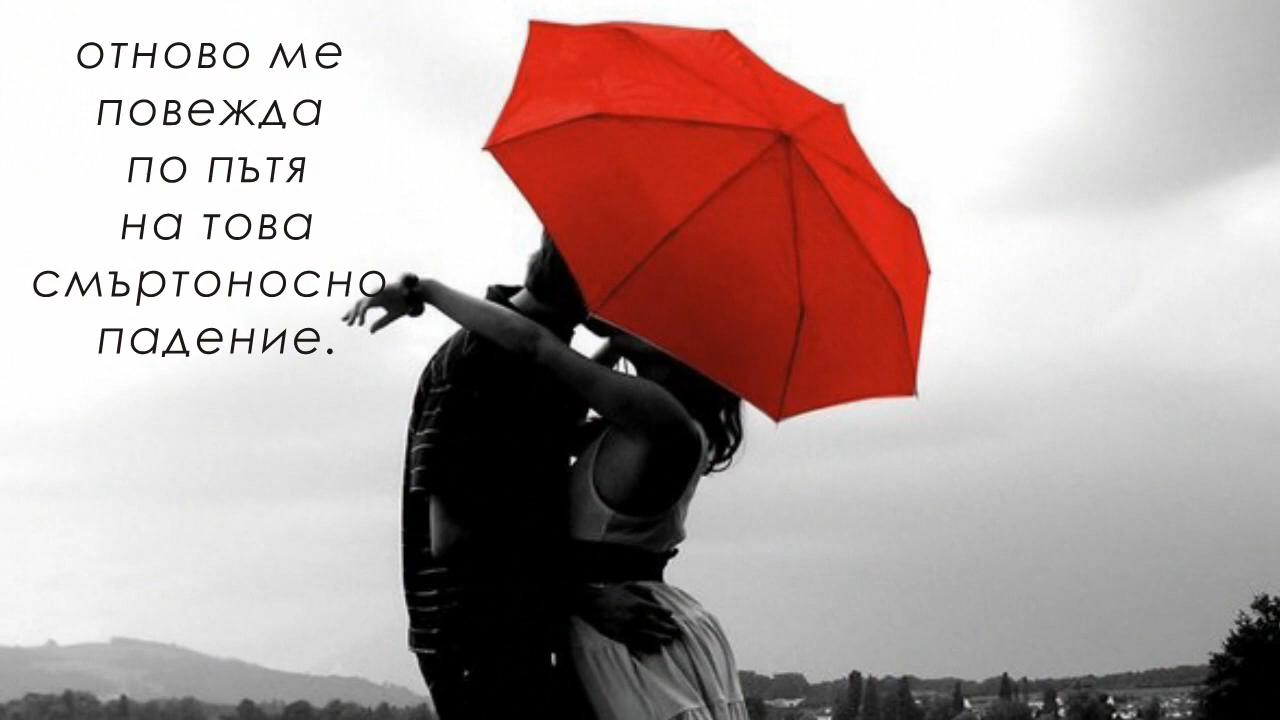 отново ме
повежда
по пътя
на това
смъртоносно
падение.